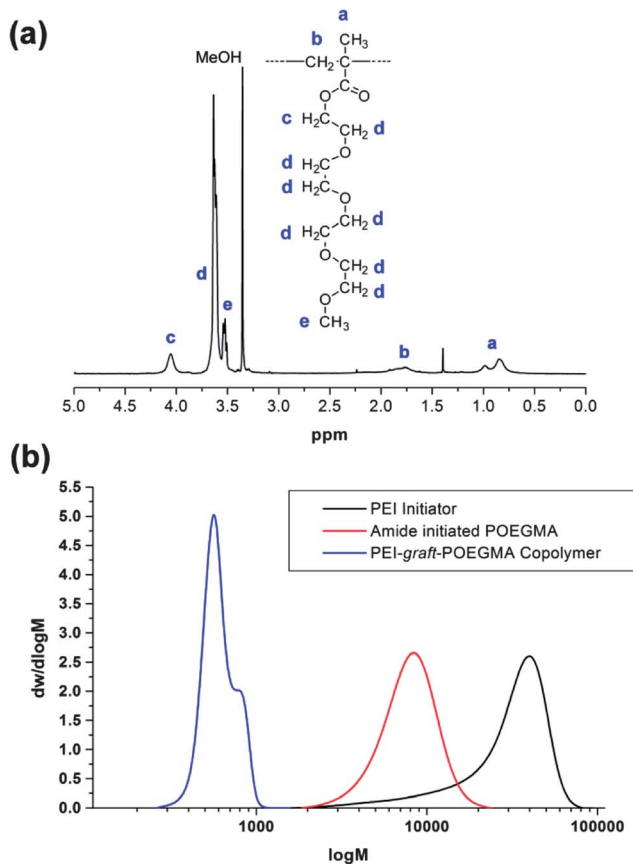 (a)
a
CH3
b
MeOH
CH2 C
O O
c H2C
CH2 d
O
d H2C
d H2C
O
CH2 d
d H2C
O
CH2 d
CH2 d
O
e CH3
d
e
c
b
a
5.0 4.5 4.0 3.5 3.0 2.5 2.0 1.5 1.0 0.5 0.0
ppm
(b)
5.5
5.0
4.5
4.0
3.5
3.0
2.5
2.0
1.5
1.0
0.5
0.0
dw/dlogM
PEI Initiator
Amide initiated POEGMA
PEI-graft-POEGMA Copolymer
1000 10000 100000
logM